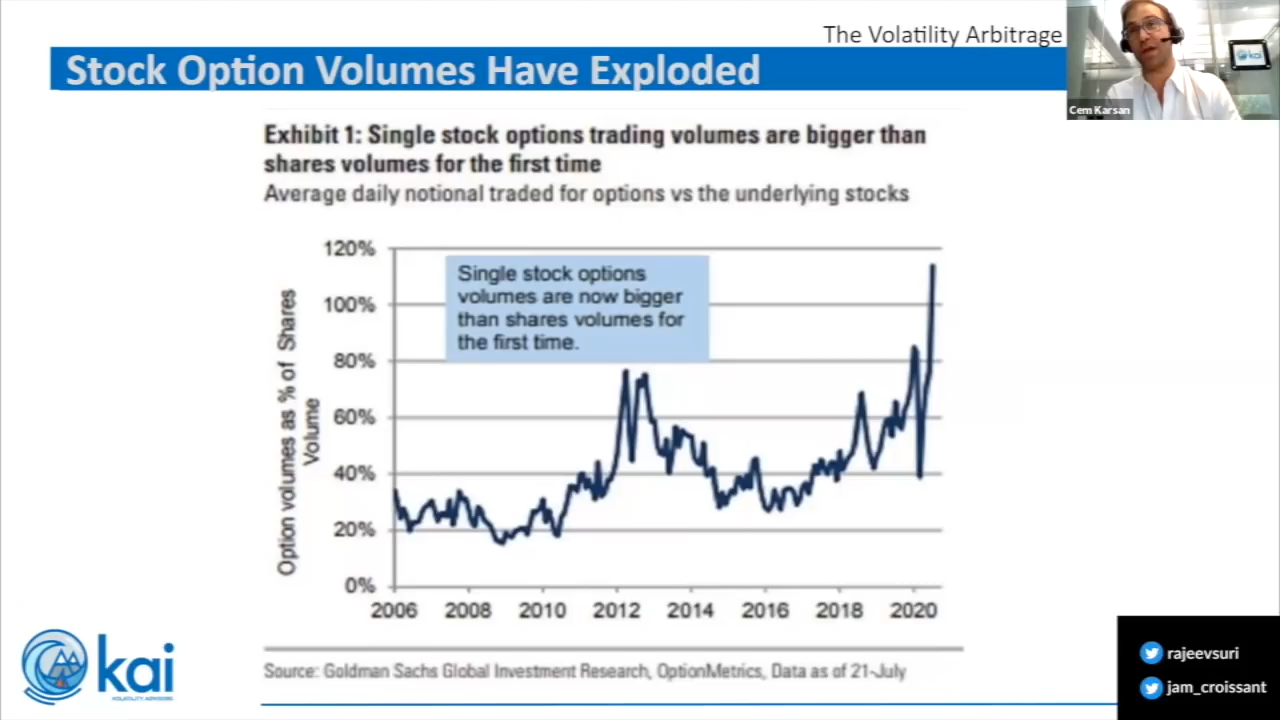 The Volatility Arbitrage
Stock Option Volumes Have Exploded
kai
Cem Karsan
Exhibit 1: Single stock options trading volumes are bigger than
shares volumes for the first time
Average daily notional traded for options vs the underlying stocks
120%
100%
80%
60%
40%
20%
0%
Option volumes as % of Shares
Volume
Single stock options
volumes are now bigger
than shares volumes for
the first time.
2006 2008 2010 2012 2014 2016 2018 2020
Source: Goldman Sachs Global Investment Research, OptionMetrics, Data as of 21-July
kai
VOLATILITY ADVISORS
rajeevsuri
jam_croissant